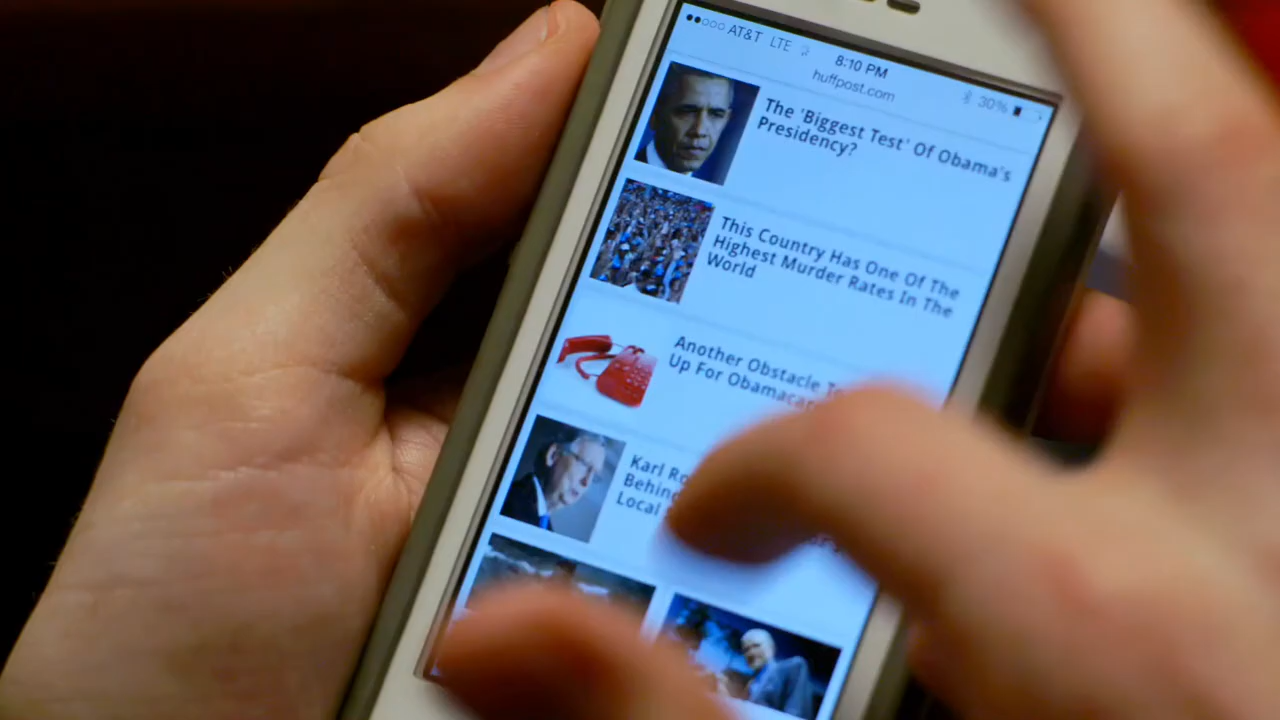 AT&T LTE
8:10 PM
30%
huffpost.com
The 'Biggest Test' Of Obama's
Presidency?
This Country Has One Of The
Highest Murder Rates In The
World
Another Obstacle
Up For
Karl
Local